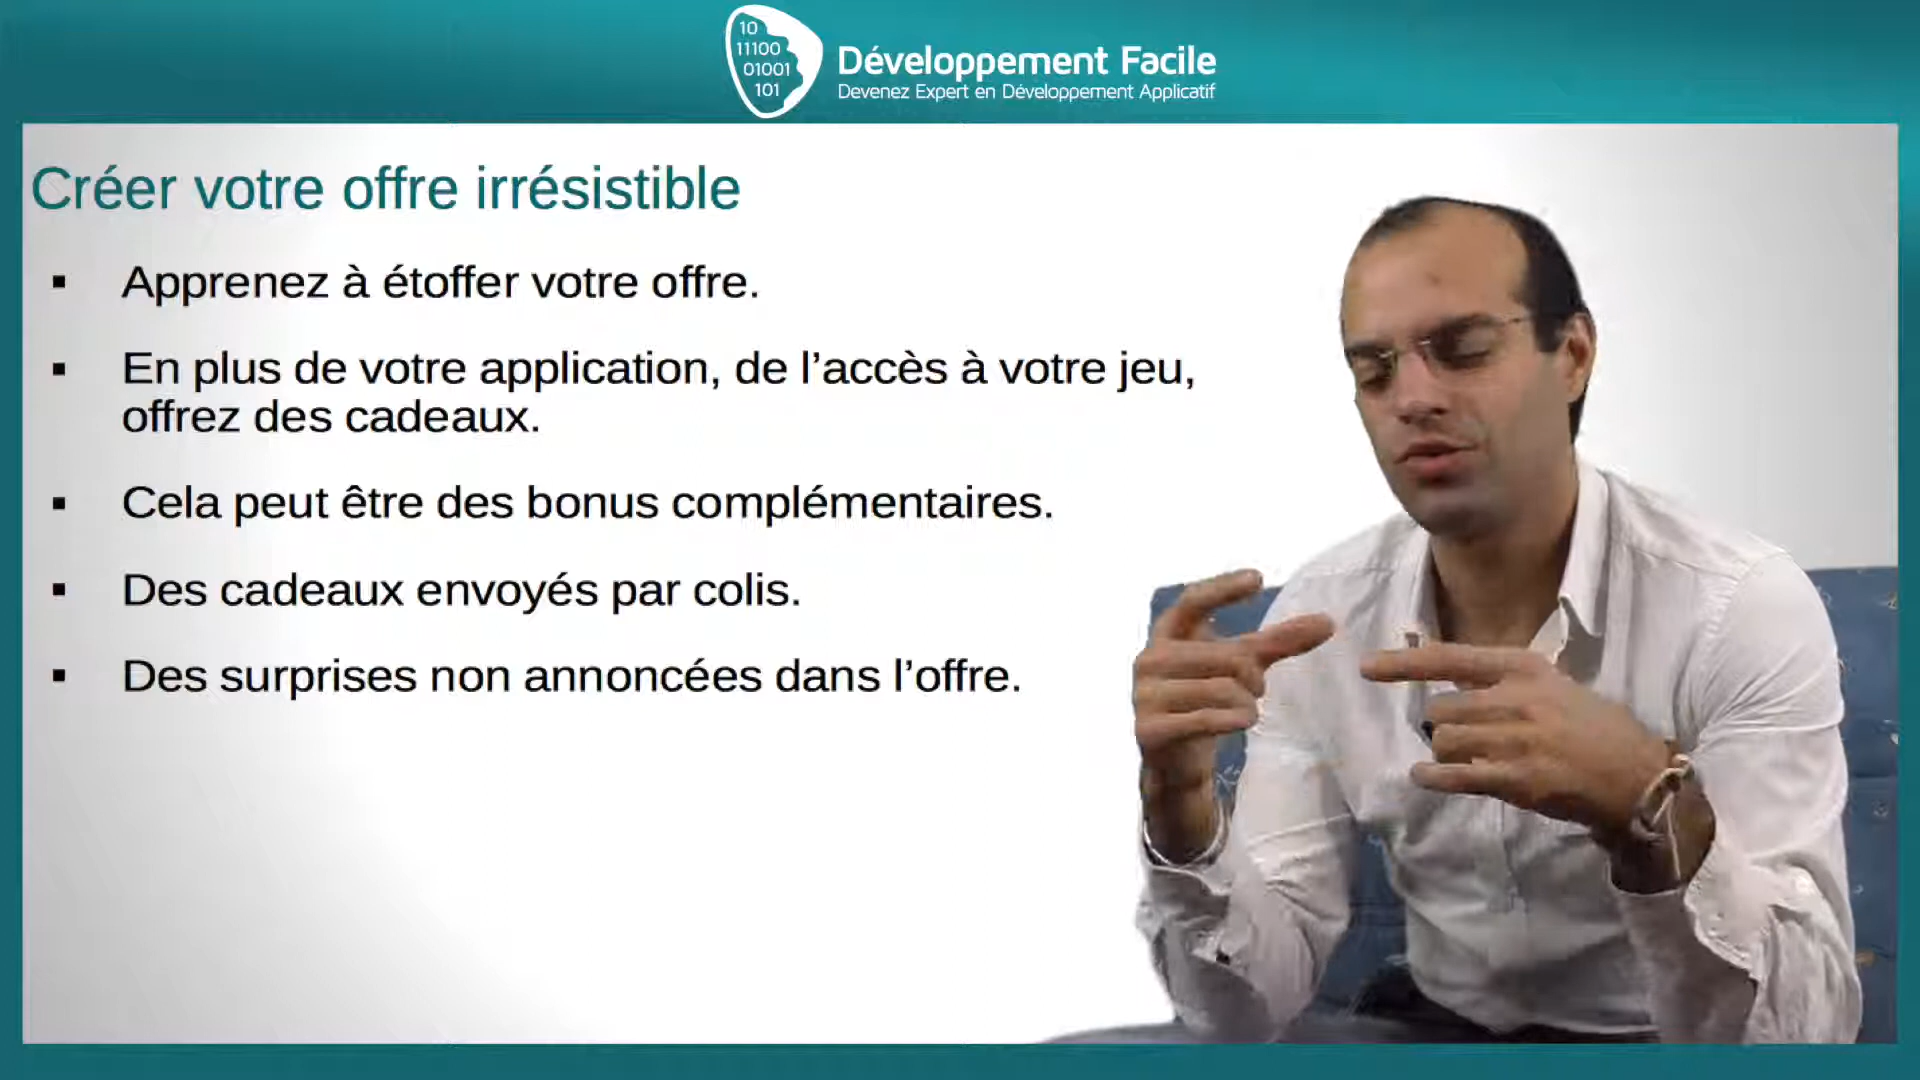 10
11100
01001
101
Développement Facile
Devenez Expert en Développement Applicatif
Créer votre offre irrésistible
▪ Apprenez à étoffer votre offre.
▪ En plus de votre application, de l’accès à votre jeu,
offrez des cadeaux.
▪ Cela peut être des bonus complémentaires.
▪ Des cadeaux envoyés par colis.
▪ Des surprises non annoncées dans l’offre.